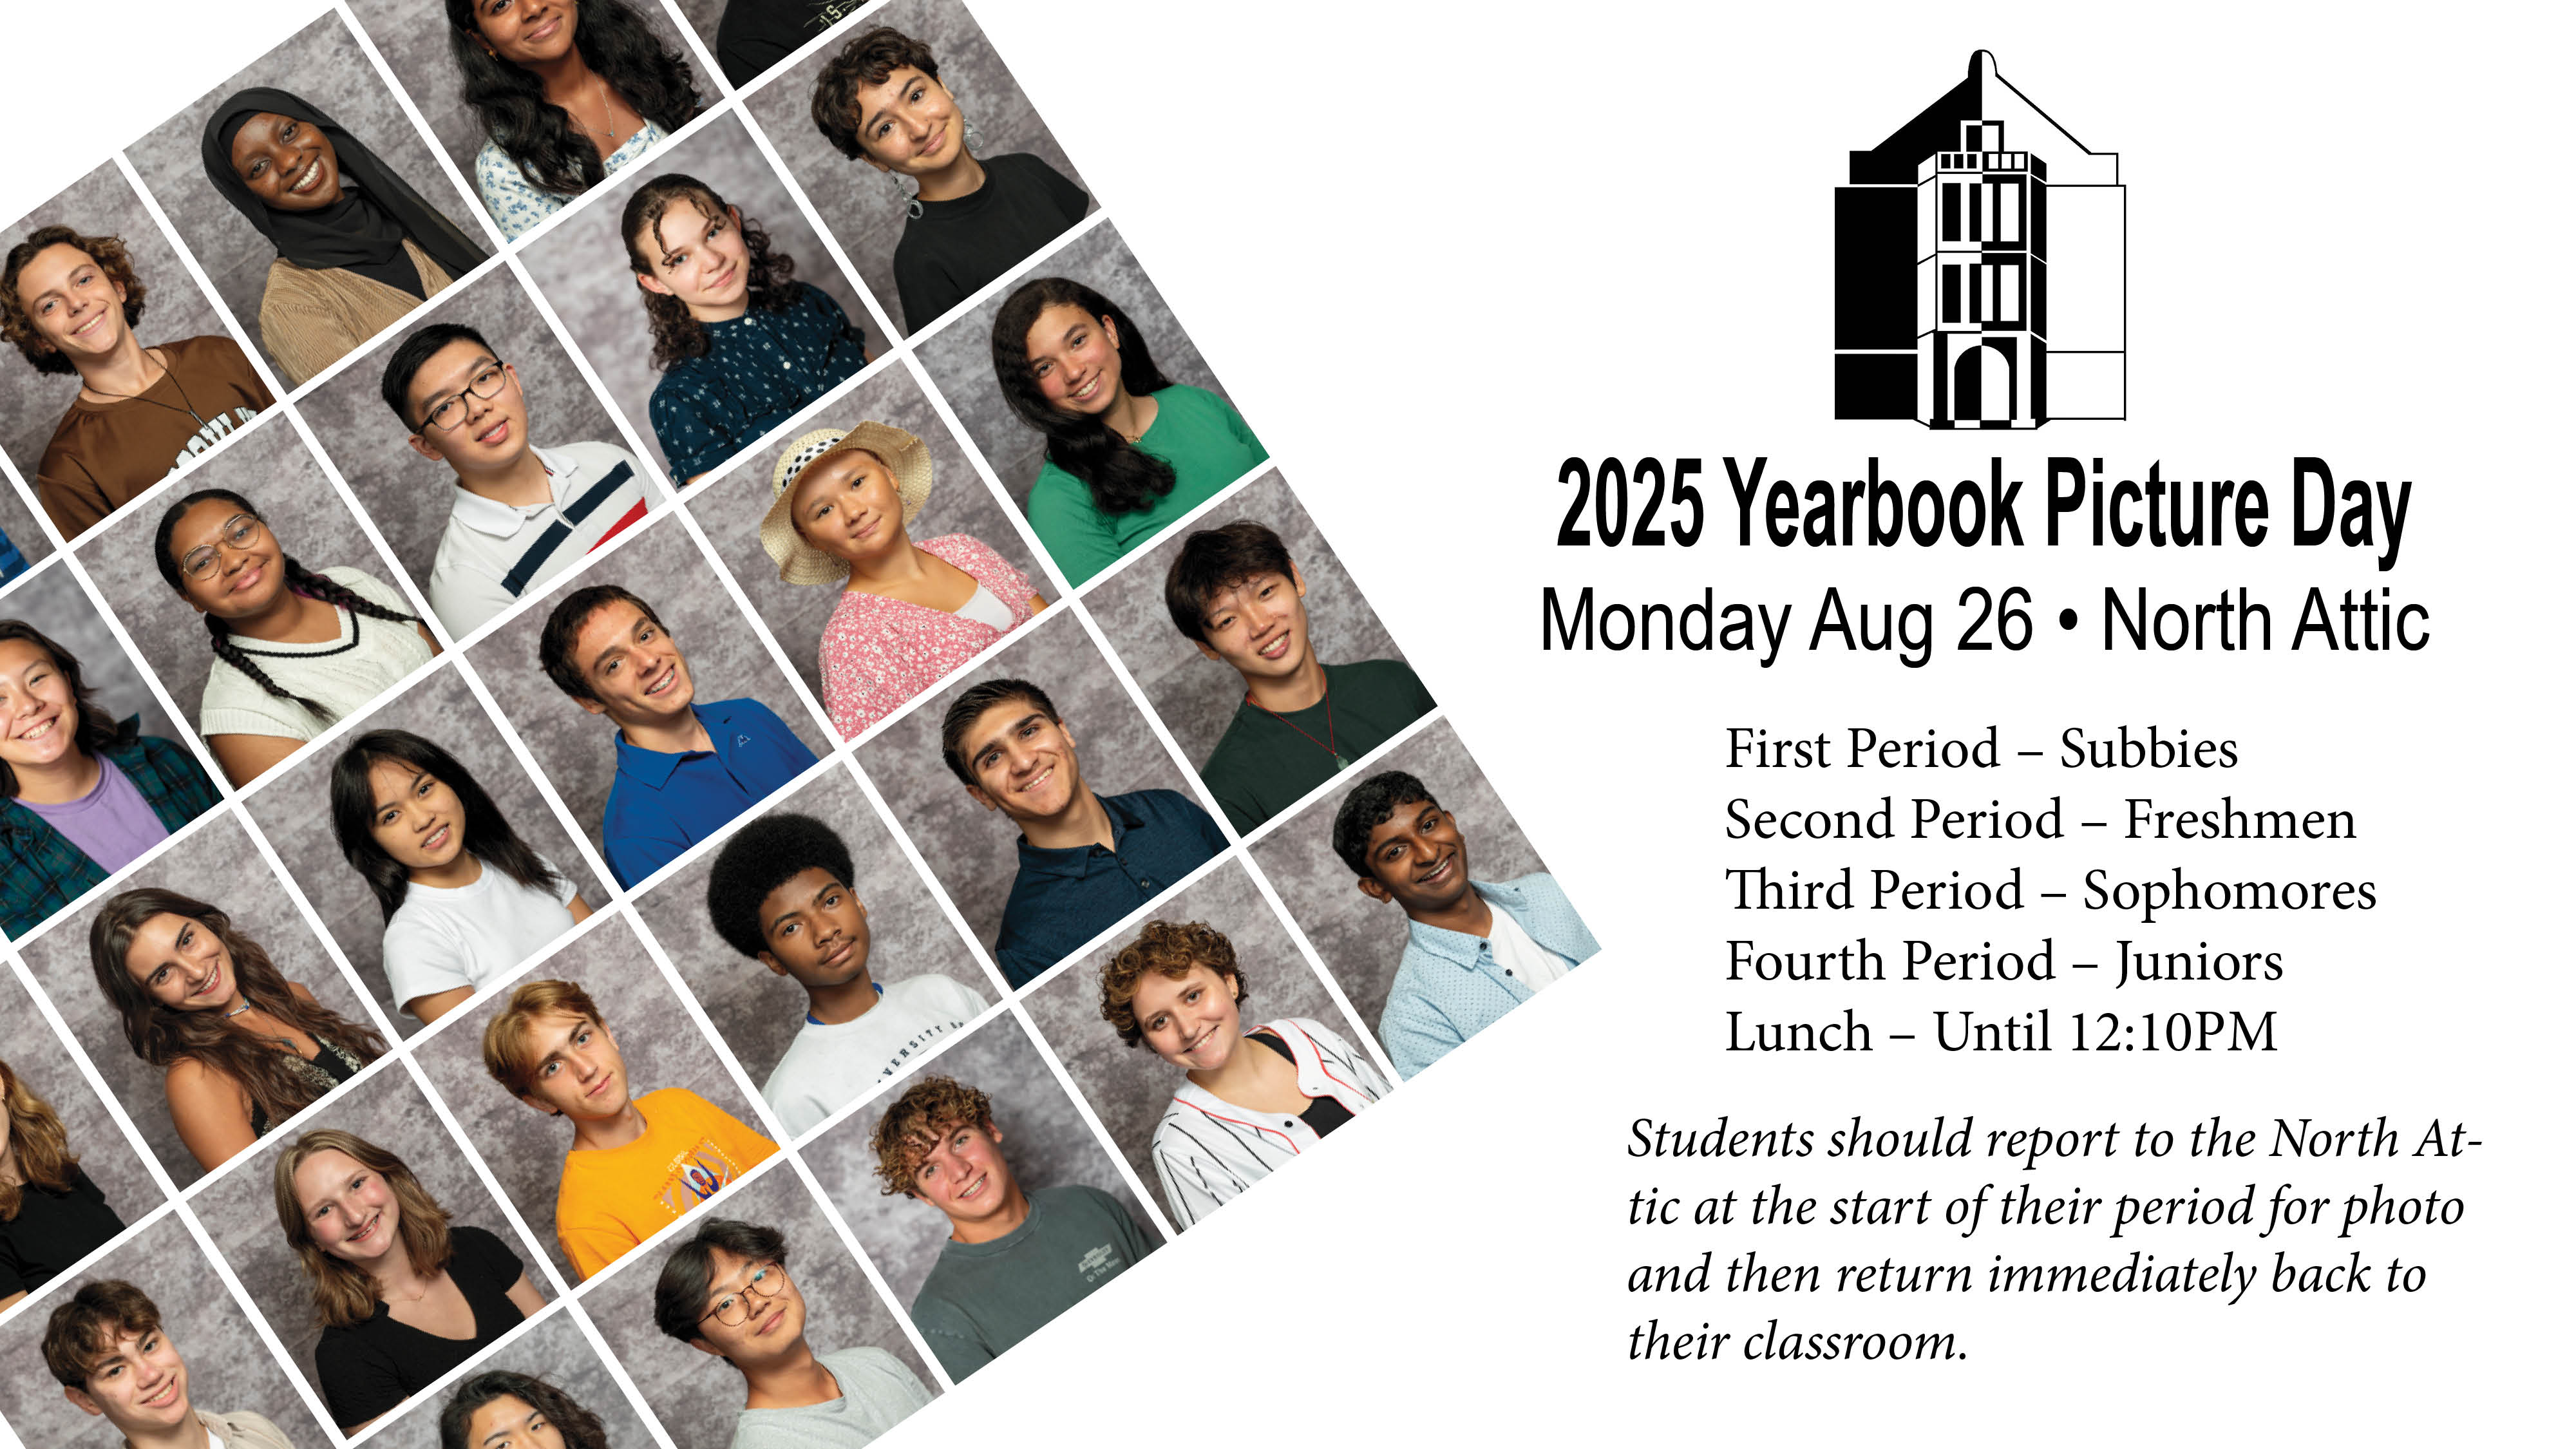 2025 Yearbook Picture Day
Monday Aug 26 • North Attic
First Period – Subbies
Second Period – Freshmen
Third Period – Sophomores
Fourth Period – Juniors
Lunch – Until 12:10PM
Students should report to the North At-
tic at the start of their period for photo
and then return immediately back to
their classroom.